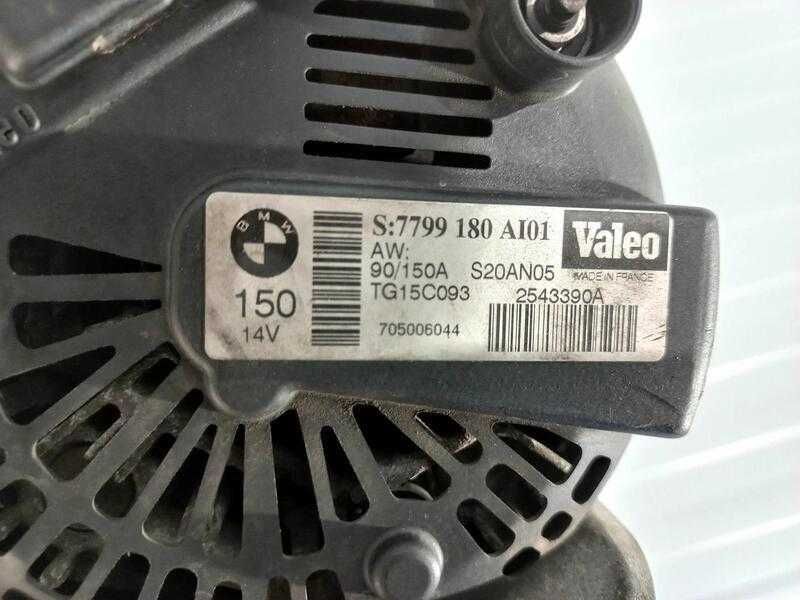 BMW
150
14V
S:7799 180 AI01
AW:
90/150A S20AN05
TG15C093 2543390A
705006044
Valeo
MADE IN FRANCE